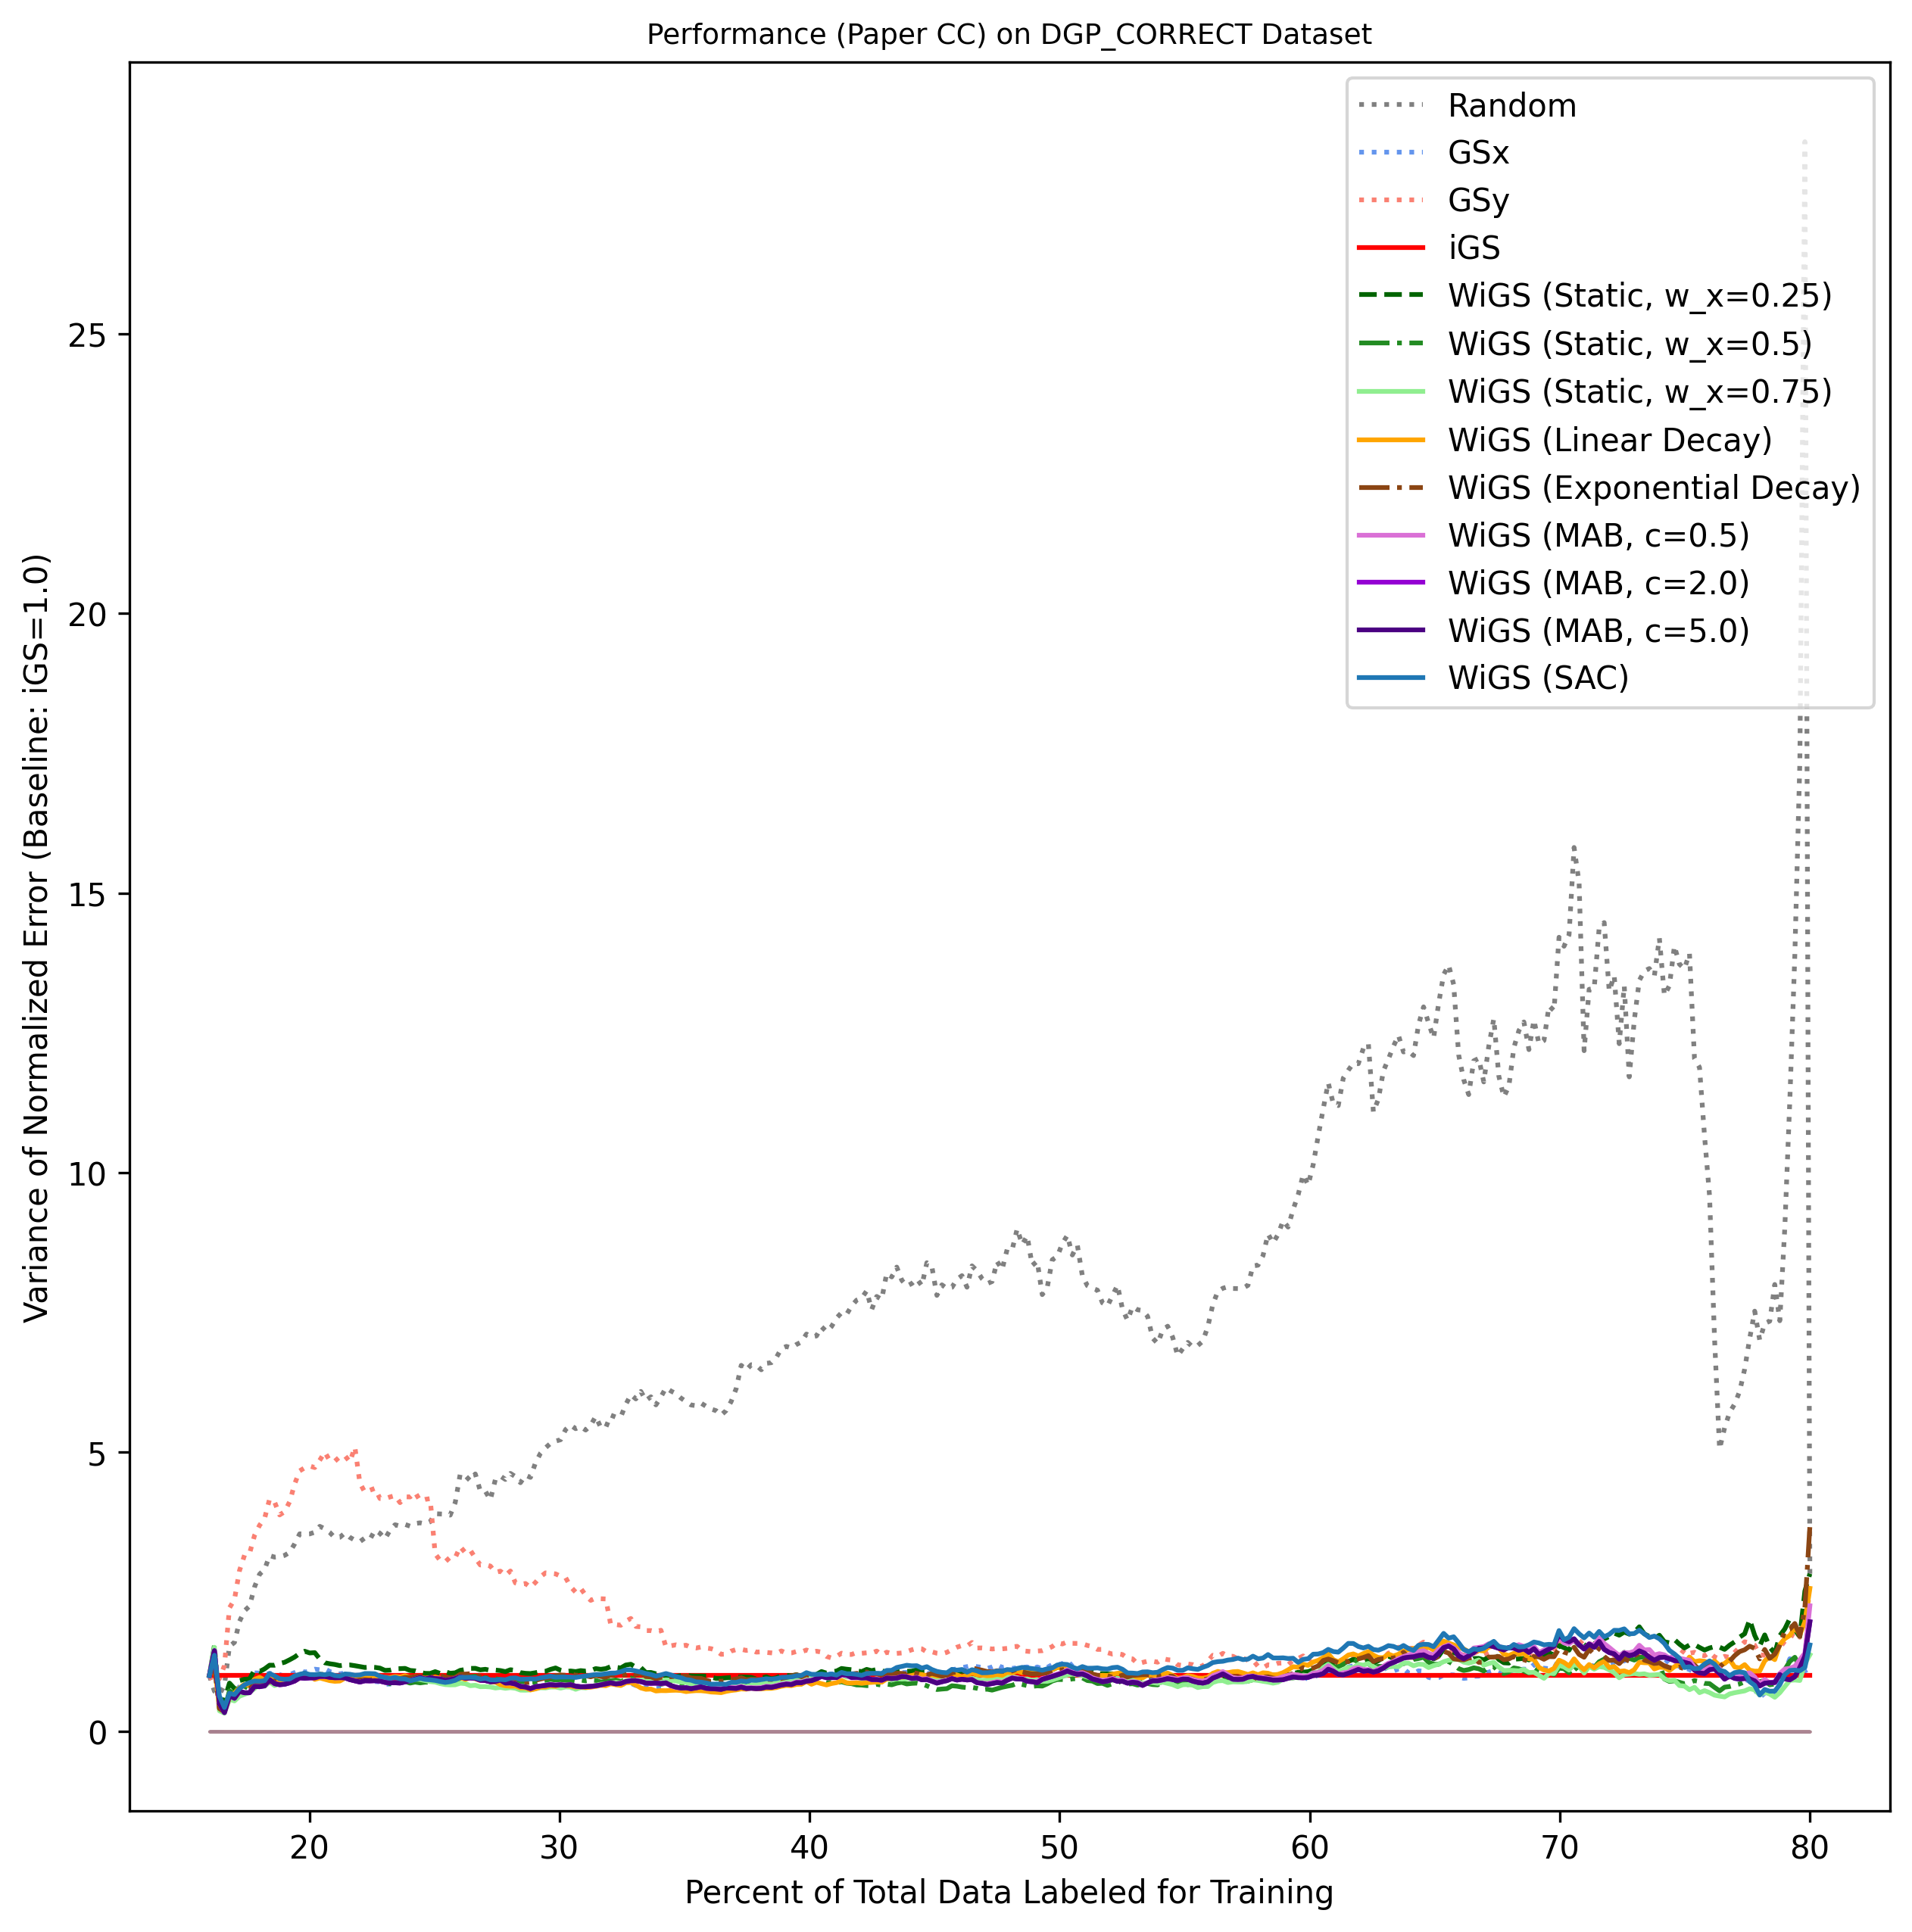 Performance (Paper CC) on DGP_CORRECT Dataset
Variance of Normalized Error (Baseline: iGS=1.0)
25
20
15
10
5
0
Random
GSx
GSy
iGS
WiGS (Static, w_x=0.25)
WiGS (Static, w_x=0.5)
WiGS (Static, w_x=0.75)
WiGS (Linear Decay)
WiGS (Exponential Decay)
WiGS (MAB, c=0.5)
WiGS (MAB, c=2.0)
WiGS (MAB, c=5.0)
WiGS (SAC)
20 30 40 50 60 70 80
Percent of Total Data Labeled for Training